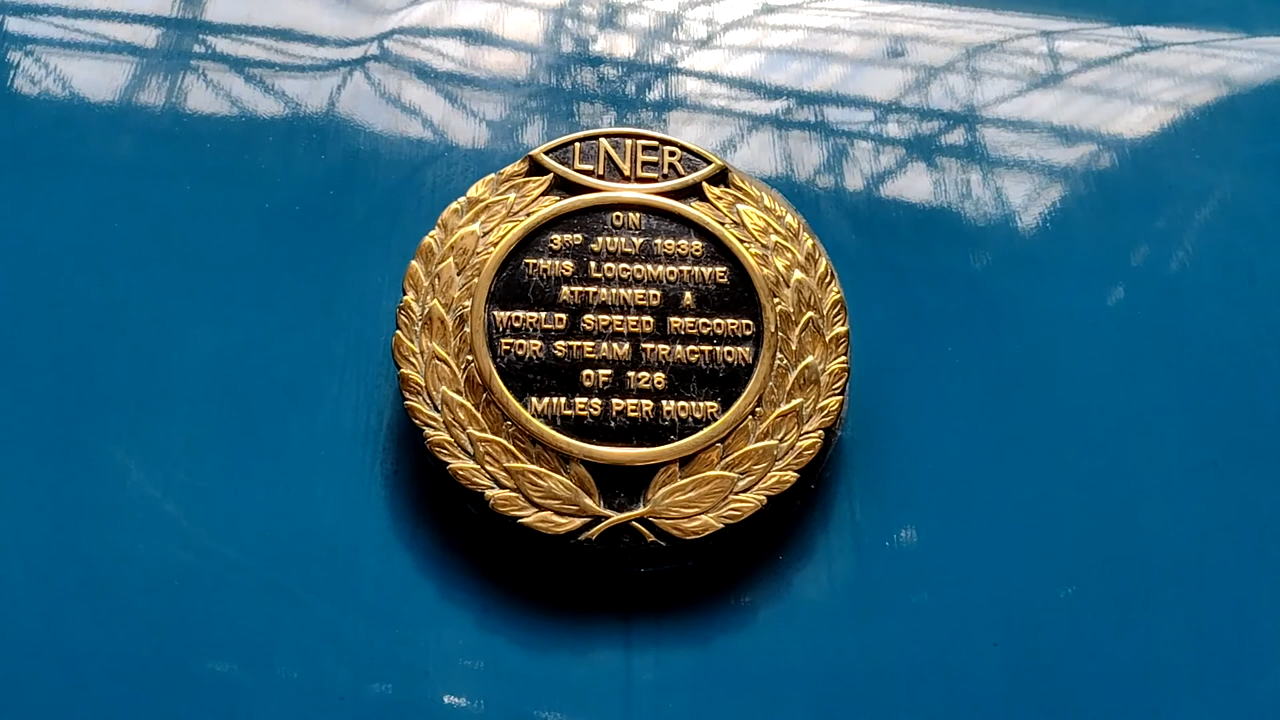 LNER
ON
3RD JULY 1938
THIS LOCOMOTIVE
ATTAINED A
WORLD SPEED RECORD
FOR STEAM TRACTION
OF 126
MILES PER HOUR